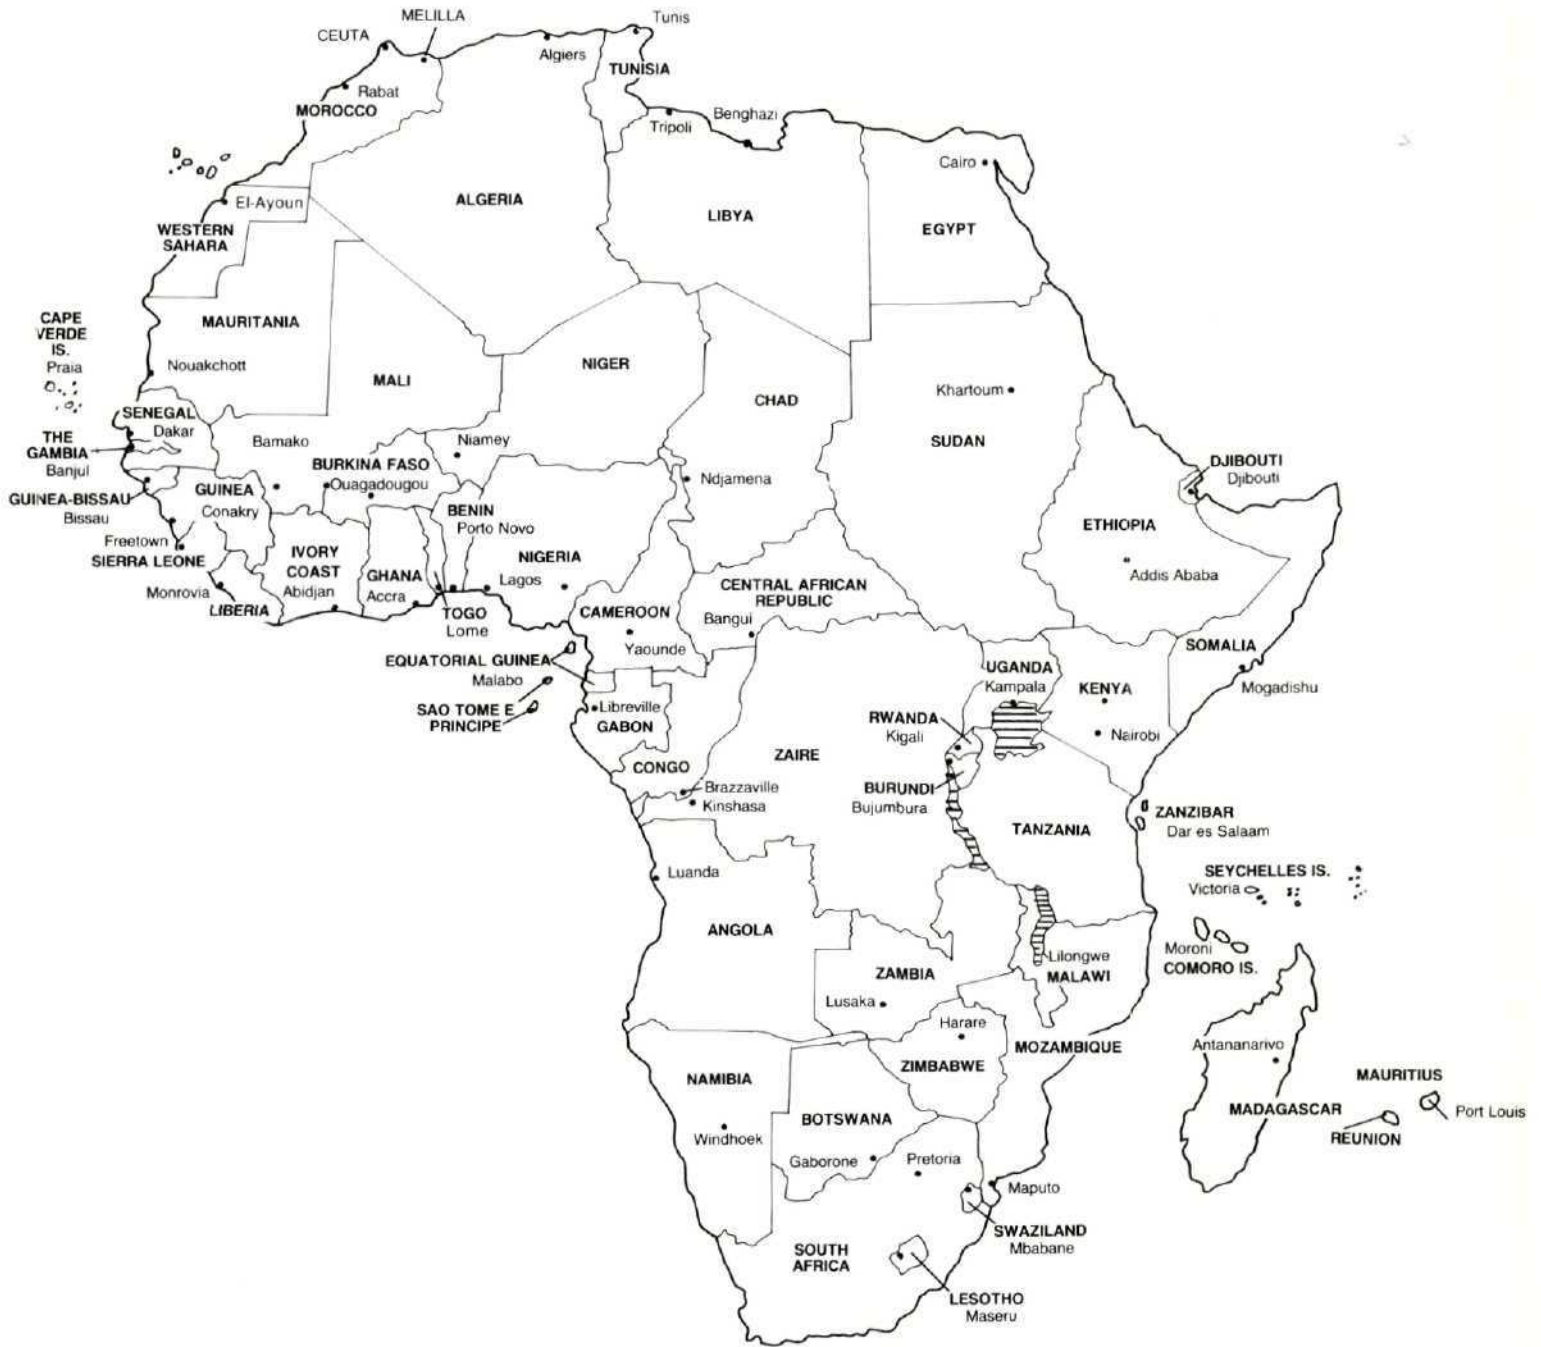 MELILLA
Tunis
CEUTA
Algiers
TUNISIA
Rabat
MOROCCO
Tripoli
Benghazi
Cairo
El-Ayoun
ALGERIA
LIBYA
EGYPT
WESTERN
SAHARA
CAPE
VERDE
IS.
Praia
MAURITANIA
Nouakchott
MALI
NIGER
CHAD
Khartoum
SUDAN
SENEGAL
Dakar
THE
GAMBIA
Banjul
Bamako
Niamey
BURKINA FASO
Ouagadougou
Ndjamena
DJIBOUTI
Djibouti
GUINEA-BISSAU
Bissau
GUINEA
Conakry
BENIN
Porto Novo
ETHIOPIA
Addis Ababa
Freetown
SIERRA LEONE
IVORY
COAST
Abidjan
GHANA
Accra
NIGERIA
Lagos
Monrovia
LIBERIA
TOGO
Lome
CAMEROON
Yaounde
CENTRAL AFRICAN
REPUBLIC
Bangui
EQUATORIAL GUINEA
Malabo
SAO TOME E
PRINCIPE
Libreville
GABON
CONGO
Brazzaville
Kinshasa
ZAIRE
UGANDA
Kampala
KENYA
Nairobi
SOMALIA
Mogadishu
RWANDA
Kigali
BURUNDI
Bujumbura
TANZANIA
ZANZIBAR
Dar es Salaam
SEYCHELLES IS.
Victoria
Luanda
ANGOLA
ZAMBIA
Lusaka
Lilongwe
MALAWI
Moroni
COMORO IS.
Harare
ZIMBABWE
MOZAMBIQUE
Antananarivo
MADAGASCAR
MAURITIUS
Port Louis
REUNION
NAMIBIA
Windhoek
BOTSWANA
Gaborone
Pretoria
Maputo
SWAZILAND
Mbabane
SOUTH
AFRICA
LESOTHO
Maseru